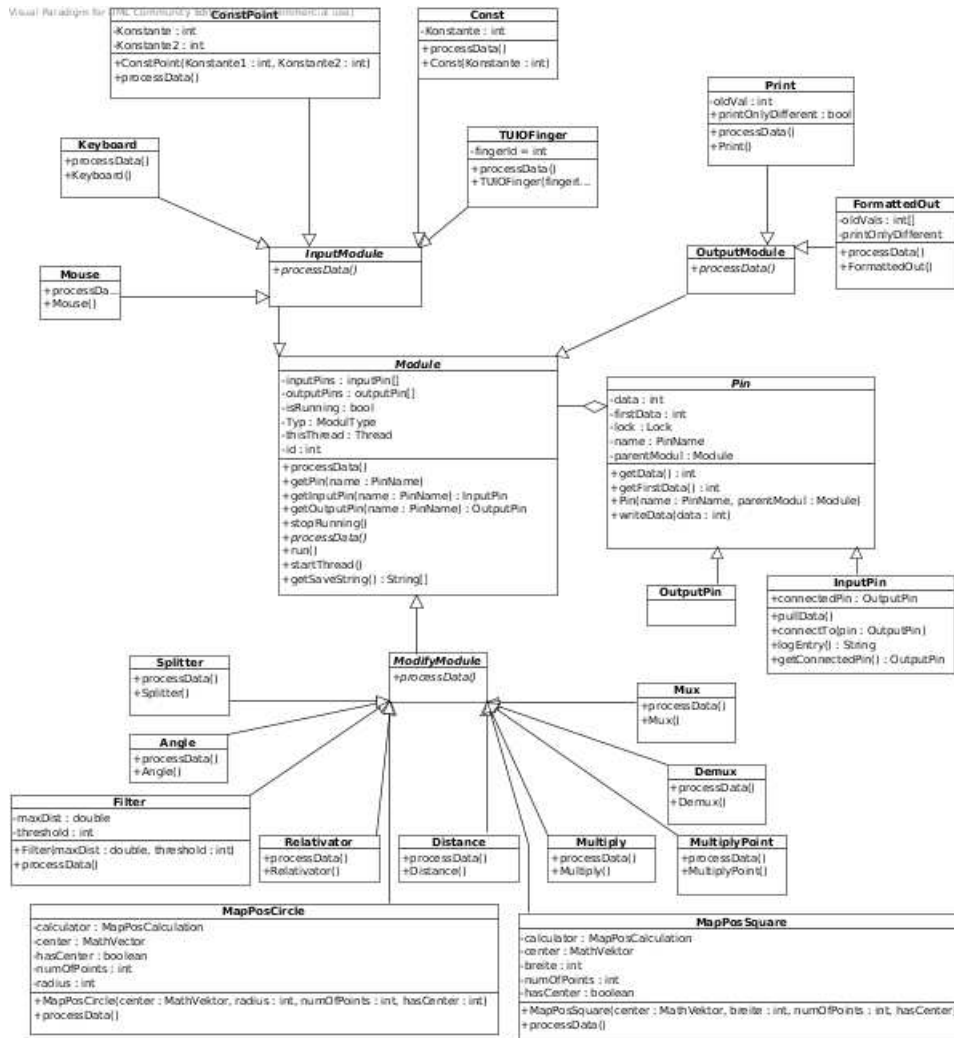 Visual Paradigm for UML Community Edition
ConstPoint
-Konstante : int
-Konstante2 : int
+ConstPoint(Konstante1 : int, Konstante2 : int)
+processData()
Const
-Konstante : int
+processData()
+Const(Konstante : int)
Print
-oldVal : int
+printOnlyDifferent : bool
+processData()
+Print()
Keyboard
+processData()
+Keyboard()
TUIOFinger
-fingerId = int
+processData()
+TUIOFinger(fingerI...
FormattedOut
-oldVals : int[]
-printOnlyDifferent
+processData()
+FormattedOut()
InputModule
+processData()
OutputModule
+processData()
Mouse
+processDa...
+Mouse()
Module
-inputPins : inputPin[]
-outputPins : outputPin[]
-isRunning : bool
-Typ : ModulType
-thisThread : Thread
-id : int
+processData()
+getPin(name : PinName)
+getInputPin(name : PinName) : InputPin
+getOutputPin(name : PinName) : OutputPin
+stopRunning()
+processData()
+run()
+startThread()
+getSaveString() : String[]
Pin
-data : int
-firstData : int
-lock : Lock
-name : PinName
-parentModul : Module
+getData() : int
+getFirstData() : int
+Pin(name : PinName, parentModul : Module)
+writeData(data : int)
OutputPin
InputPin
+connectedPin : OutputPin
+pullData()
+connectTo(pin : OutputPin)
+logEntry() : String
+getConnectedPin() : OutputPin
ModifyModule
+processData()
Splitter
+processData()
+Splitter()
Mux
+processData()
+Mux()
Angle
+processData()
+Angle()
Demux
+processData()
+Demux()
Filter
-maxDist : double
-threshold : int
+Filter(maxDist : double, threshold : int)
+processData()
Relativator
+processData()
+Relativator()
Distance
+processData()
+Distance()
Multiply
+processData()
+Multiply()
MultiplyPoint
+processData()
+MultiplyPoint()
MapPosCircle
-calculator : MapPosCalculation
-center : MathVector
-hasCenter : boolean
-numOfPoints : int
-radius : int
+MapPosCircle(center : MathVektor, radius : int, numOfPoints : int, hasCenter : int)
+processData()
MapPosSquare
-calculator : MapPosCalculation
-center : MathVektor
-breite : int
-numOfPoints : int
-hasCenter : boolean
+MapPosSquare(center : MathVektor, breite : int, numOfPoints : int, hasCenter)
+processData()